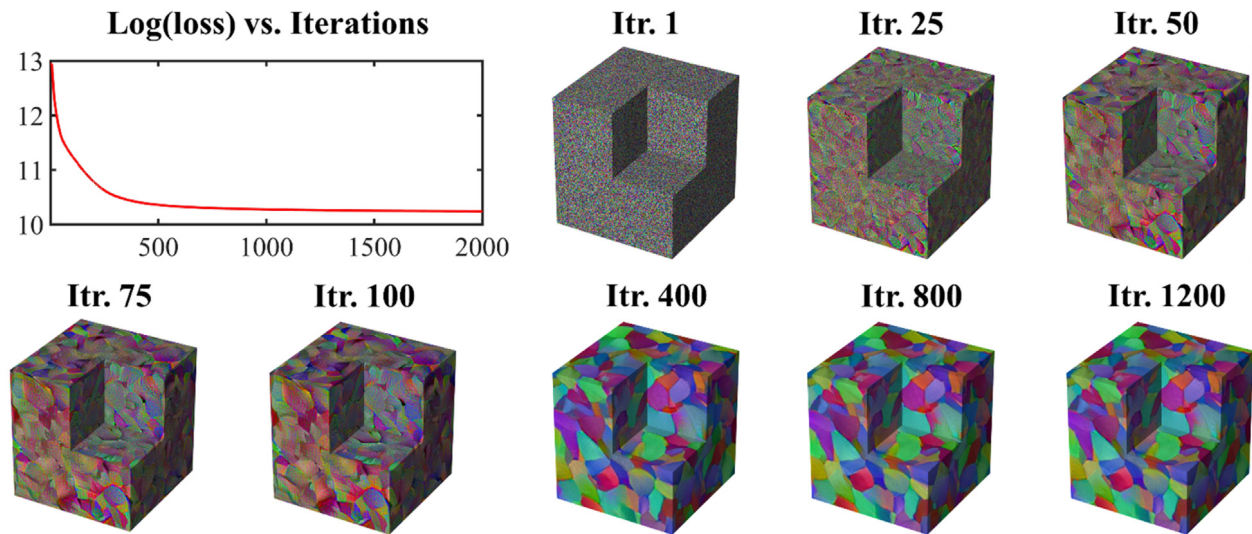 Log(loss) vs. Iterations
13
12
11
10
500
1000
1500
2000
Itr. 1
Itr. 25
Itr. 50
Itr. 75
Itr. 100
Itr. 400
Itr. 800
Itr. 1200